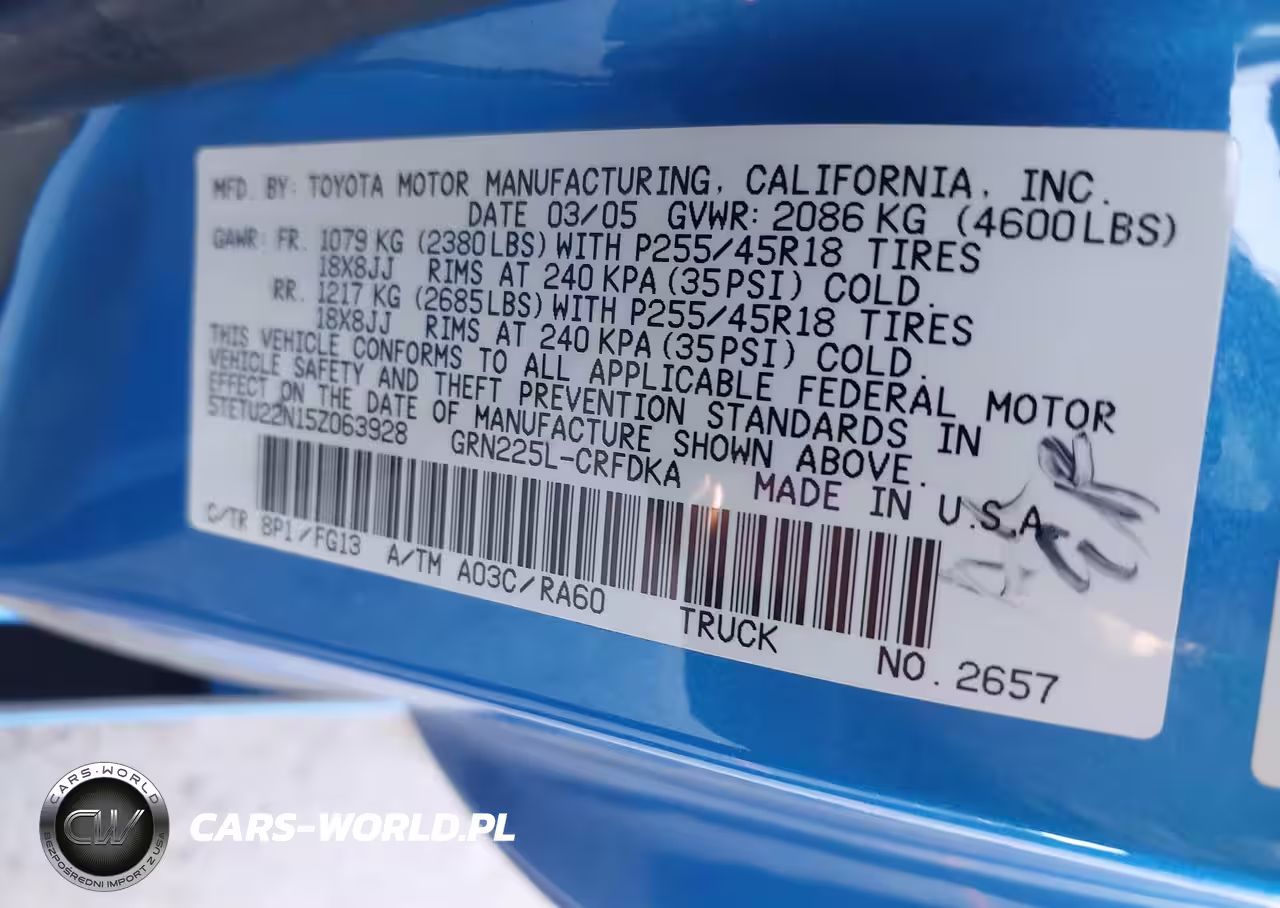 MFD. BY: TOYOTA MOTOR MANUFACTURING, CALIFORNIA, INC.
DATE 03/05 GVWR: 2086 KG (4600LBS)
GAWR: FR. 1079 KG (2380LBS) WITH P255/45R18 TIRES
18X8JJ RIMS AT 240 KPA (35PSI) COLD.
RR. 1217 KG (2685LBS) WITH P255/45R18 TIRES
18X8JJ RIMS AT 240 KPA (35PSI) COLD.
THIS VEHICLE CONFORMS TO ALL APPLICABLE FEDERAL MOTOR
VEHICLE SAFETY AND THEFT PREVENTION STANDARDS IN
EFFECT ON THE DATE OF MANUFACTURE SHOWN ABOVE.
5TETU22N15Z063928 GRN225L-CRFDKA MADE IN U.S.A
C/TR 8P1/FG13 A/TM A03C/RA60 TRUCK NO. 2657
CARS-WORLD
CW
BEZPOŚREDNI IMPORT Z USA
CARS-WORLD.PL